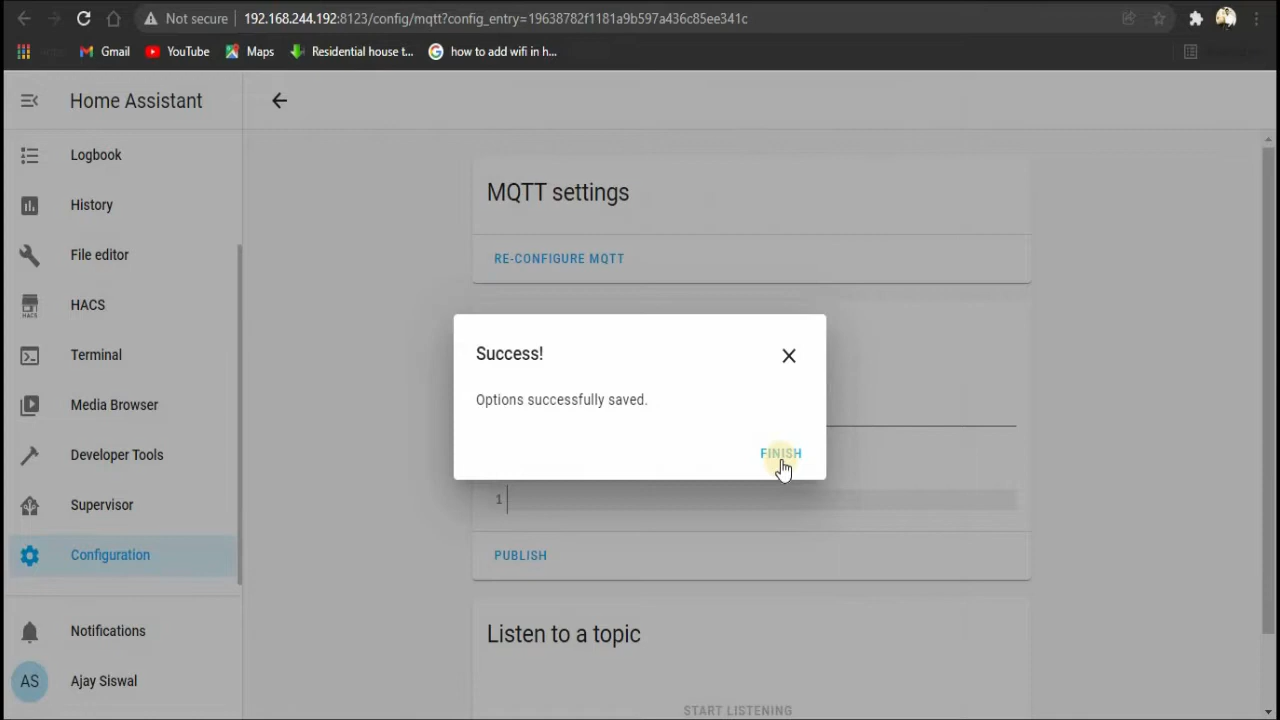 Not secure
192.168.244.192:8123/config/mqtt?config_entry=19638782f1181a9b597a436c85ee341c
Gmail
YouTube
Maps
Residential house t...
how to add wifi in h...
Home Assistant
Logbook
History
File editor
HACS
HACS
Terminal
Media Browser
Developer Tools
Supervisor
Configuration
Notifications
AS
Ajay Siswal
MQTT settings
RE-CONFIGURE MQTT
Success!
Options successfully saved.
FINISH
1
PUBLISH
Listen to a topic
START LISTENING